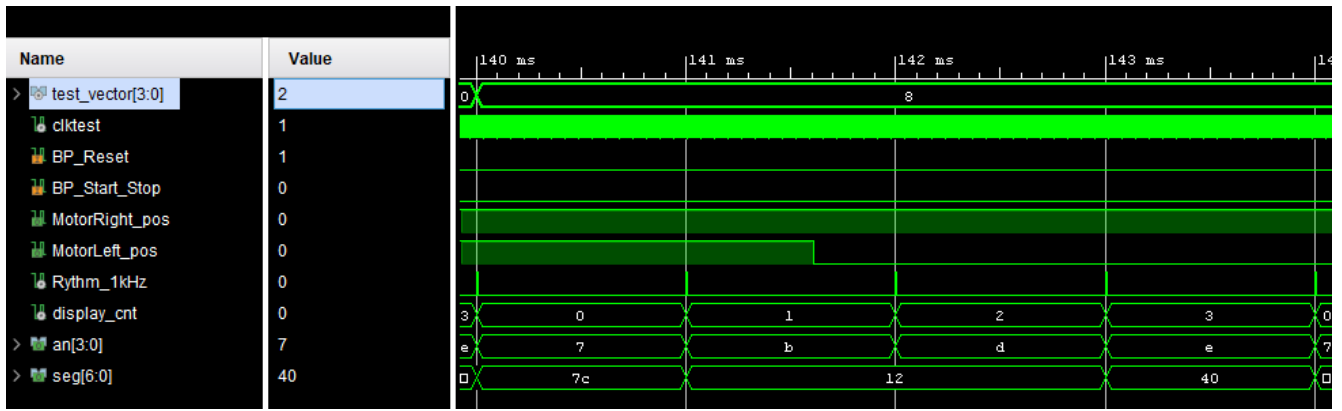 Name Value 140 ms 141 ms 142 ms 143 ms 14
test_vector[3:0] 2 0 8
clktest 1
BP_Reset 1
BP_Start_Stop 0
MotorRight_pos 0
MotorLeft_pos 0
Rythm_1kHz 0
display_cnt 0 3 0 1 2 3 0
an[3:0] 7 e 7 b d e 7
seg[6:0] 40 7c 12 40